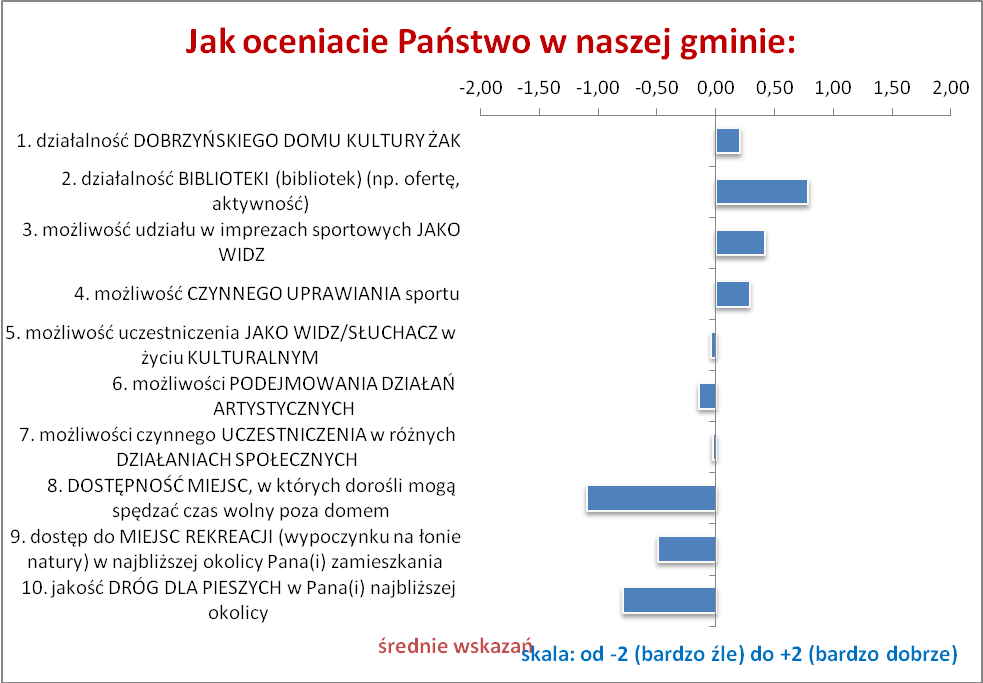 Jak oceniacie Państwo w naszej gminie:
-2,00 -1,50 -1,00 -0,50 0,00 0,50 1,00 1,50 2,00
1. działalność DOBRZYŃSKIEGO DOMU KULTURY ŻAK
2. działalność BIBLIOTEKI (bibliotek) (np. ofertę,
aktywność)
3. możliwość udziału w imprezach sportowych JAKO
WIDZ
4. możliwość CZYNNEGO UPRAWIANIA sportu
5. możliwość uczestniczenia JAKO WIDZ/SŁUCHACZ w
życiu KULTURALNYM
6. możliwości PODEJMOWANIA DZIAŁAŃ
ARTYSTYCZNYCH
7. możliwości czynnego UCZESTNICZENIA w różnych
DZIAŁANIACH SPOŁECZNYCH
8. DOSTĘPNOŚĆ MIEJSC, w których dorośli mogą
spędzać czas wolny poza domem
9. dostęp do MIEJSC REKREACJI (wypoczynku na łonie
natury) w najbliższej okolicy Pana(i) zamieszkania
10. jakość DRÓG DLA PIESZYCH w Pana(i) najbliższej
okolicy
średnie wskazań
skala: od -2 (bardzo źle) do +2 (bardzo dobrze)